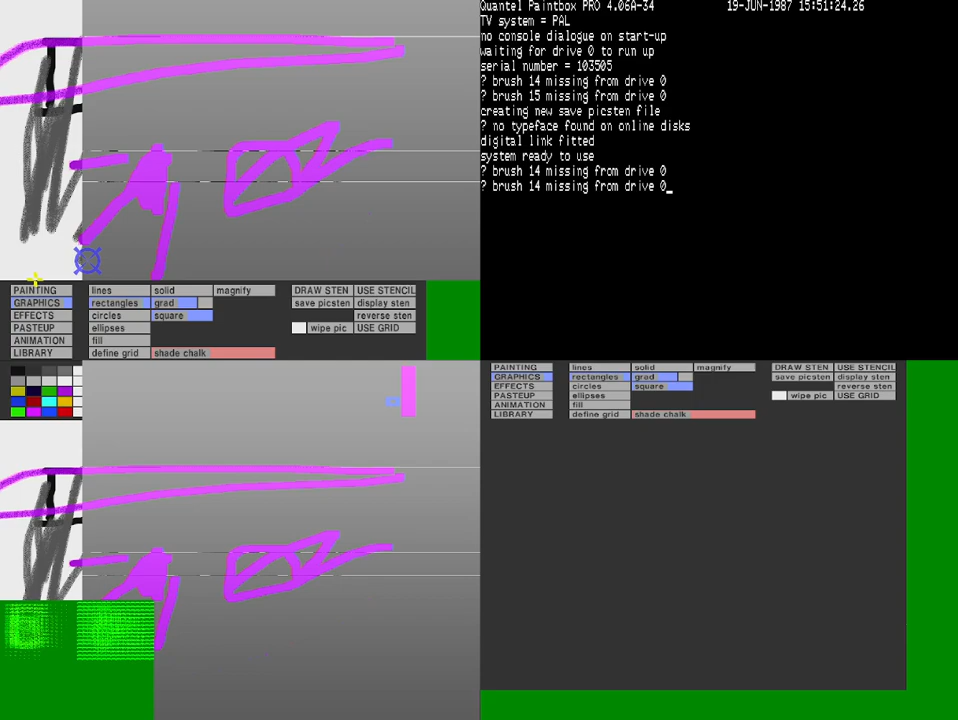 Quantel Paintbox PRO 4.06A-34 19-JUN-1987 15:51:24.26
TV system = PAL
no console dialogue on start-up
waiting for drive 0 to run up
serial number = 103505
? brush 14 missing from drive 0
? brush 15 missing from drive 0
creating new save picsten file
? no typeface found on online disks
digital link fitted
system ready to use
? brush 14 missing from drive 0
? brush 14 missing from drive 0
PAINTING lines solid magnify DRAW STEN USE STENCIL
GRAPHICS rectangles grad save picsten display sten
EFFECTS circles square reverse sten
PASTEUP ellipses wipe pic USE GRID
ANIMATION fill
LIBRARY define grid shade chalk
PAINTING lines solid magnify DRAW STEN USE STENCIL
GRAPHICS rectangles grad save picsten display sten
EFFECTS circles square reverse sten
PASTEUP ellipses wipe pic USE GRID
ANIMATION fill
LIBRARY define grid shade chalk